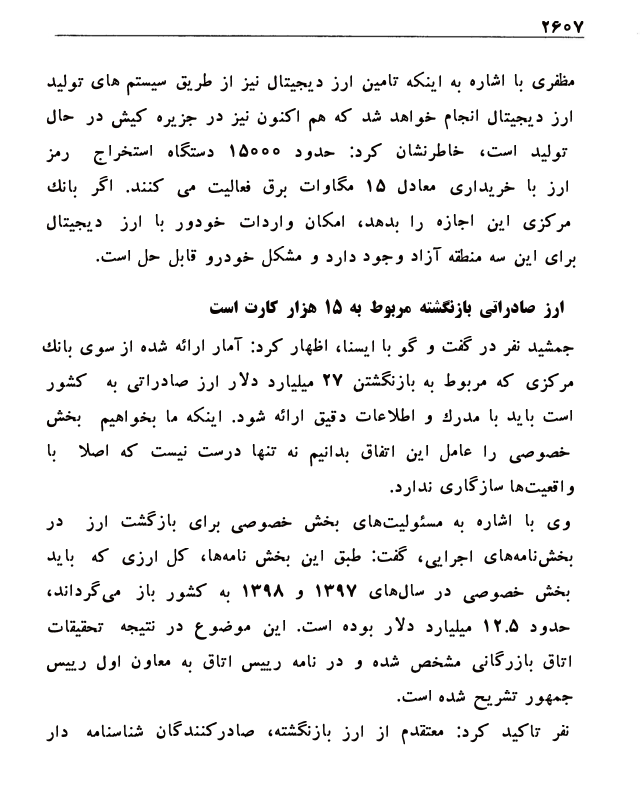 ۲۶۰۷
مظفری با اشاره به اینکه تامین ارز دیجیتال نیز از طریق سیستم های تولید
ارز دیجیتال انجام خواهد شد که هم اکنون نیز در جزیره کیش در حال
تولید است، خاطرنشان کرد: حدود ۱۵۰۰۰ دستگاه استخراج رمز
ارز با خریداری معادل ۱۵ مگاوات برق فعالیت می کنند. اگر بانک
مرکزی این اجازه را بدهد، امکان واردات خودور با ارز دیجیتال
برای این سه منطقه آزاد وجود دارد و مشکل خودرو قابل حل است.
ارز صادراتی بازنگشته مربوط به ۱۵ هزار کارت است
جمشید نفر در گفت و گو با ایسنا، اظهار کرد: آمار ارائه شده از سوی بانک
مرکزی که مربوط به بازنگشتن ۲۷ میلیارد دلار ارز صادراتی به کشور
است باید با مدرک و اطلاعات دقیق ارائه شود. اینکه ما بخواهیم بخش
خصوصی را عامل این اتفاق بدانیم نه تنها درست نیست که اصلا با
واقعیت‌ها سازگاری ندارد.
وی با اشاره به مسئولیت‌های بخش خصوصی برای بازگشت ارز در
بخش‌نامه‌های اجرایی، گفت: طبق این بخش نامه‌ها، کل ارزی که باید
بخش خصوصی در سال‌های ۱۳۹۷ و ۱۳۹۸ به کشور باز می‌گرداند،
حدود ۱۲.۵ میلیارد دلار بوده است. این موضوع در نتیجه تحقیقات
اتاق بازرگانی مشخص شده و در نامه رییس اتاق به معاون اول رییس
جمهور تشریح شده است.
نفر تاکید کرد: معتقدم از ارز بازنگشته، صادرکنندگان شناسنامه دار